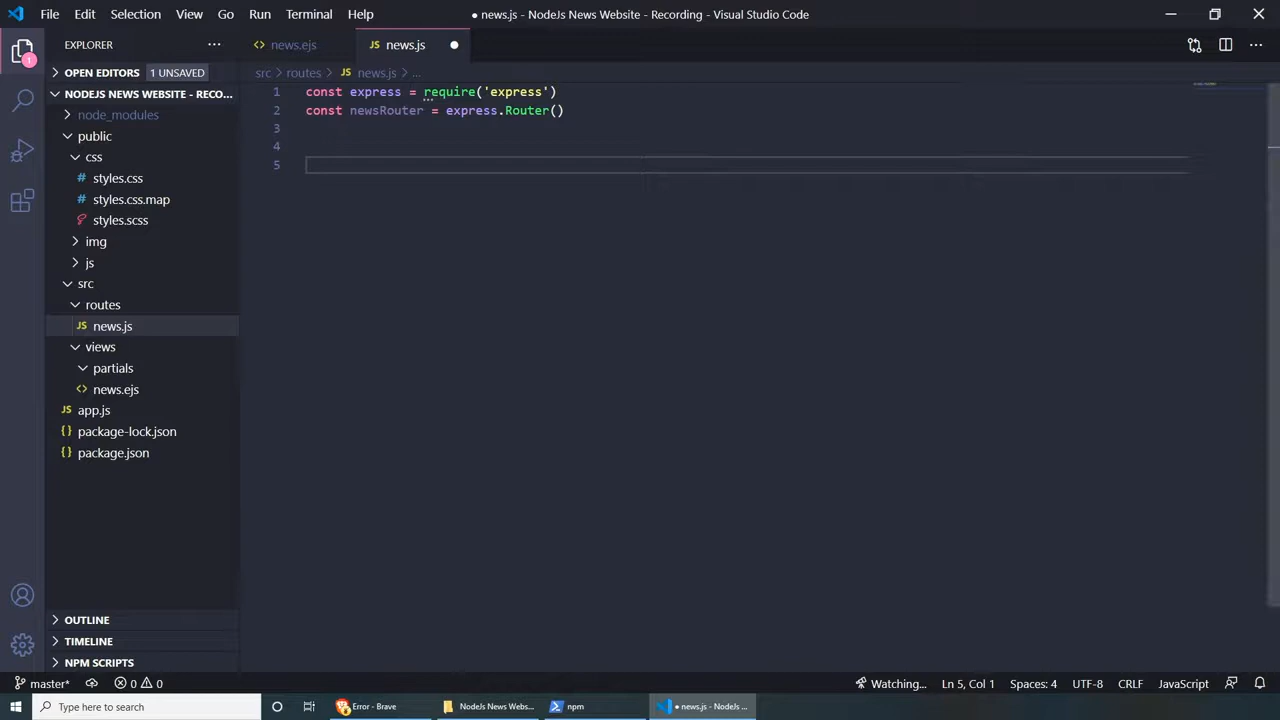 File Edit Selection View Go Run Terminal Help ● news.js - NodeJs News Website - Recording - Visual Studio Code
EXPLORER ··· <> news.ejs JS news.js ● ···
1
OPEN EDITORS 1 UNSAVED
src > routes > JS news.js > ...
NODEJS NEWS WEBSITE - RECO...
node_modules
public
css
# styles.css
# styles.css.map
styles.scss
img
js
src
routes
JS news.js
views
partials
<> news.ejs
JS app.js
{} package-lock.json
{} package.json
OUTLINE
TIMELINE
NPM SCRIPTS
1 const express = require('express')
2 const newsRouter = express.Router()
3
4
5
master* 0 0 Watching... Ln 5, Col 1 Spaces: 4 UTF-8 CRLF JavaScript
Type here to search Error - Brave NodeJs News Webs... npm ● news.js - NodeJs ...